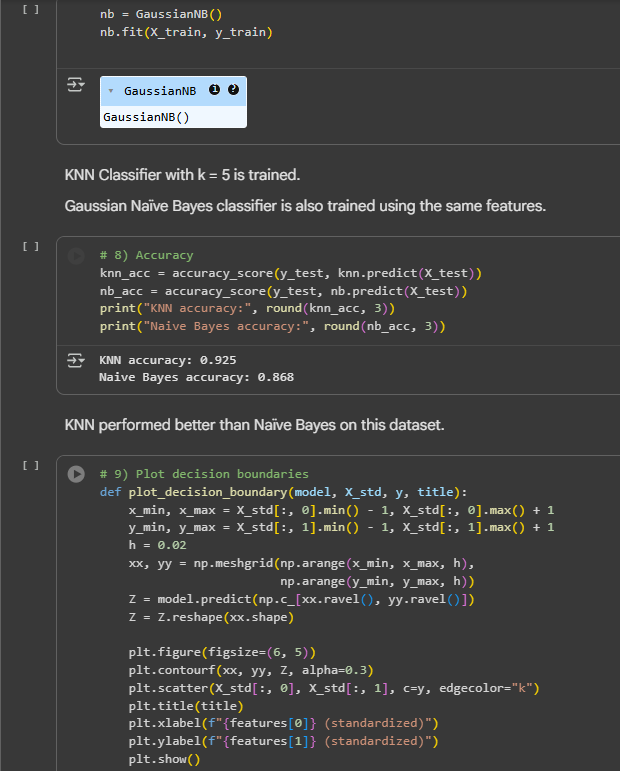 [ ]
nb = GaussianNB()
nb.fit(X_train, y_train)
GaussianNB i ?
GaussianNB()
KNN Classifier with k = 5 is trained.
Gaussian Naïve Bayes classifier is also trained using the same features.
[ ]
# 8) Accuracy
knn_acc = accuracy_score(y_test, knn.predict(X_test))
nb_acc = accuracy_score(y_test, nb.predict(X_test))
print("KNN accuracy:", round(knn_acc, 3))
print("Naive Bayes accuracy:", round(nb_acc, 3))
KNN accuracy: 0.925
Naive Bayes accuracy: 0.868
KNN performed better than Naïve Bayes on this dataset.
[ ]
# 9) Plot decision boundaries
def plot_decision_boundary(model, X_std, y, title):
    x_min, x_max = X_std[:, 0].min() - 1, X_std[:, 0].max() + 1
    y_min, y_max = X_std[:, 1].min() - 1, X_std[:, 1].max() + 1
    h = 0.02
    xx, yy = np.meshgrid(np.arange(x_min, x_max, h),
                         np.arange(y_min, y_max, h))
    Z = model.predict(np.c_[xx.ravel(), yy.ravel()])
    Z = Z.reshape(xx.shape)
    plt.figure(figsize=(6, 5))
    plt.contourf(xx, yy, Z, alpha=0.3)
    plt.scatter(X_std[:, 0], X_std[:, 1], c=y, edgecolor="k")
    plt.title(title)
    plt.xlabel(f"{features[0]} (standardized)")
    plt.ylabel(f"{features[1]} (standardized)")
    plt.show()